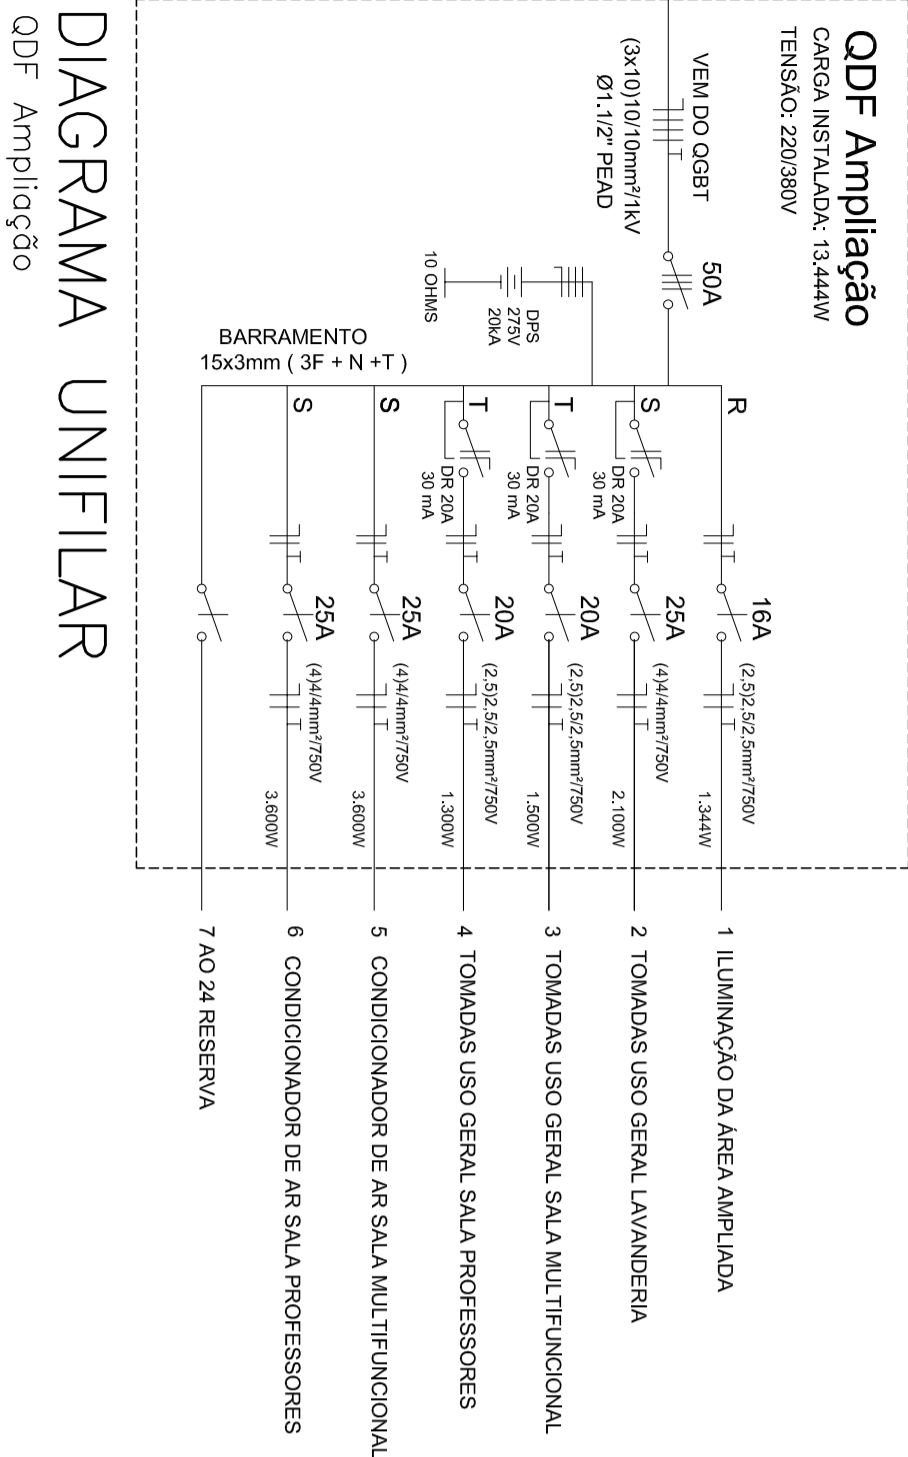 QDF Ampliação
CARGA INSTALADA: 13.444W
TENSÃO: 220/380V
VEM DO QGBT
(3x10)10/10mm²/1kV
Ø1.1/2" PEAD
50A
DPS
275V
20kA
10 OHMS
BARRAMENTO
15x3mm ( 3F + N +T )
R
16A
(2,5)2,5/2,5mm²/750V
1.344W
1 ILUMINAÇÃO DA ÁREA AMPLIADA
S
DR 20A
30 mA
25A
(4)4/4mm²/750V
2.100W
2 TOMADAS USO GERAL LAVANDERIA
T
DR 20A
30 mA
20A
(2,5)2,5/2,5mm²/750V
1.500W
3 TOMADAS USO GERAL SALA MULTIFUNCIONAL
T
DR 20A
30 mA
20A
(2,5)2,5/2,5mm²/750V
1.300W
4 TOMADAS USO GERAL SALA PROFESSORES
S
25A
(4)4/4mm²/750V
3.600W
5 CONDICIONADOR DE AR SALA MULTIFUNCIONAL
S
25A
(4)4/4mm²/750V
3.600W
6 CONDICIONADOR DE AR SALA PROFESSORES
7 AO 24 RESERVA
DIAGRAMA UNIFILAR
QDF Ampliação